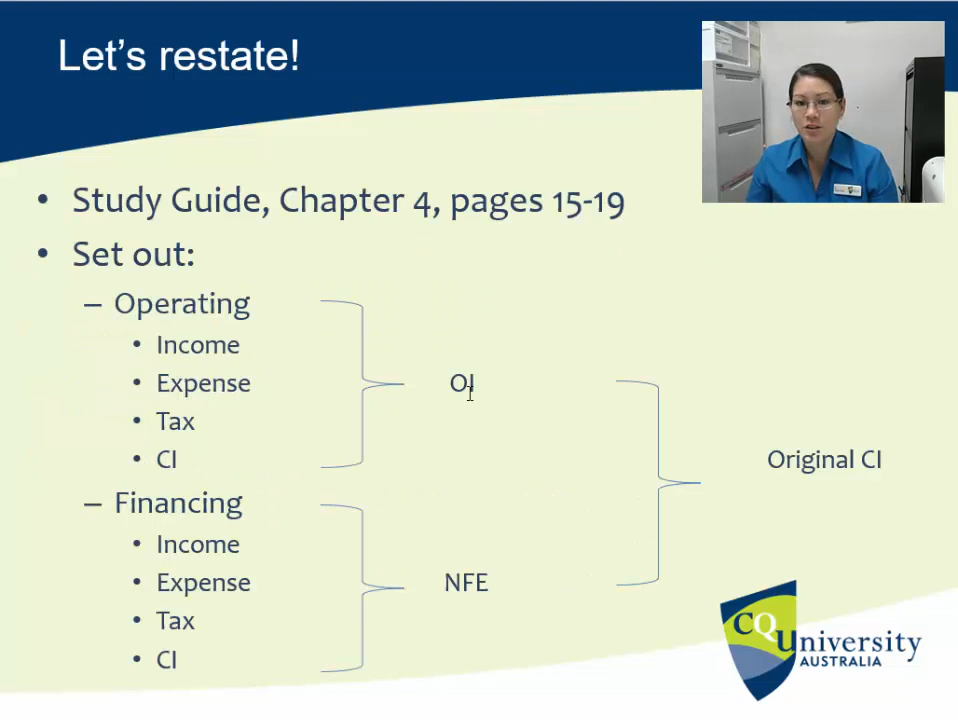 Let's restate!
• Study Guide, Chapter 4, pages 15-19
• Set out:
– Operating
• Income
• Expense
OI
• Tax
• CI
Original CI
– Financing
• Income
• Expense
NFE
• Tax
• CI
CQUniversity
AUSTRALIA